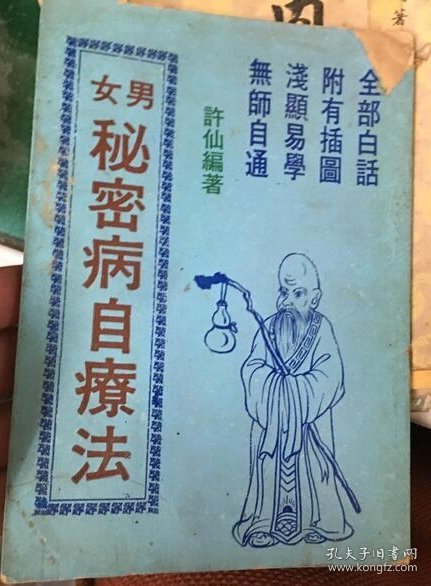 全部白話
附有插圖
淺顯易學
無師自通
許仙編著
男女
秘密病自療法
著
孔夫子旧书网
www.kongfz.com